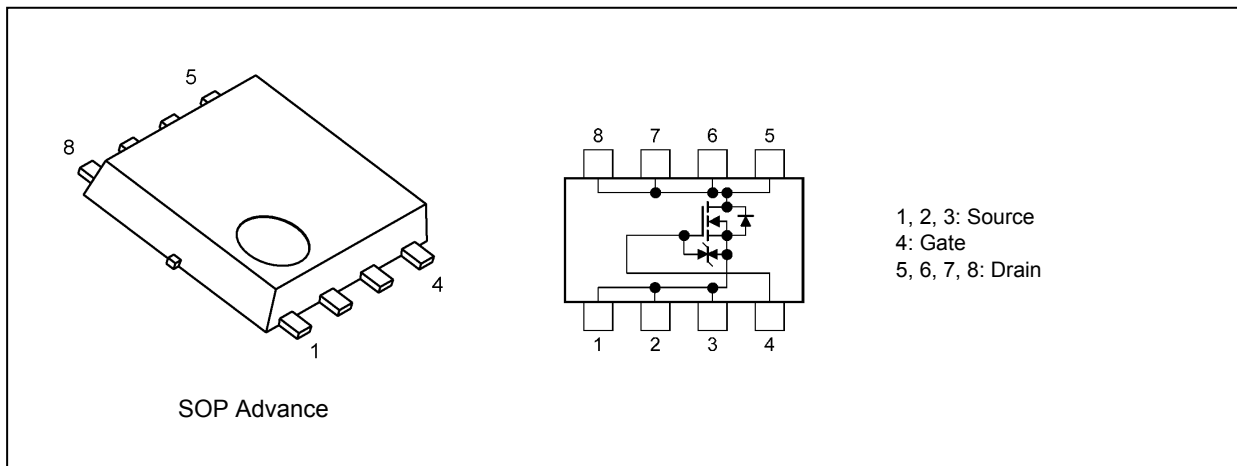 5
8
4
1
SOP Advance
8 7 6 5
1 2 3 4
1, 2, 3: Source
4: Gate
5, 6, 7, 8: Drain